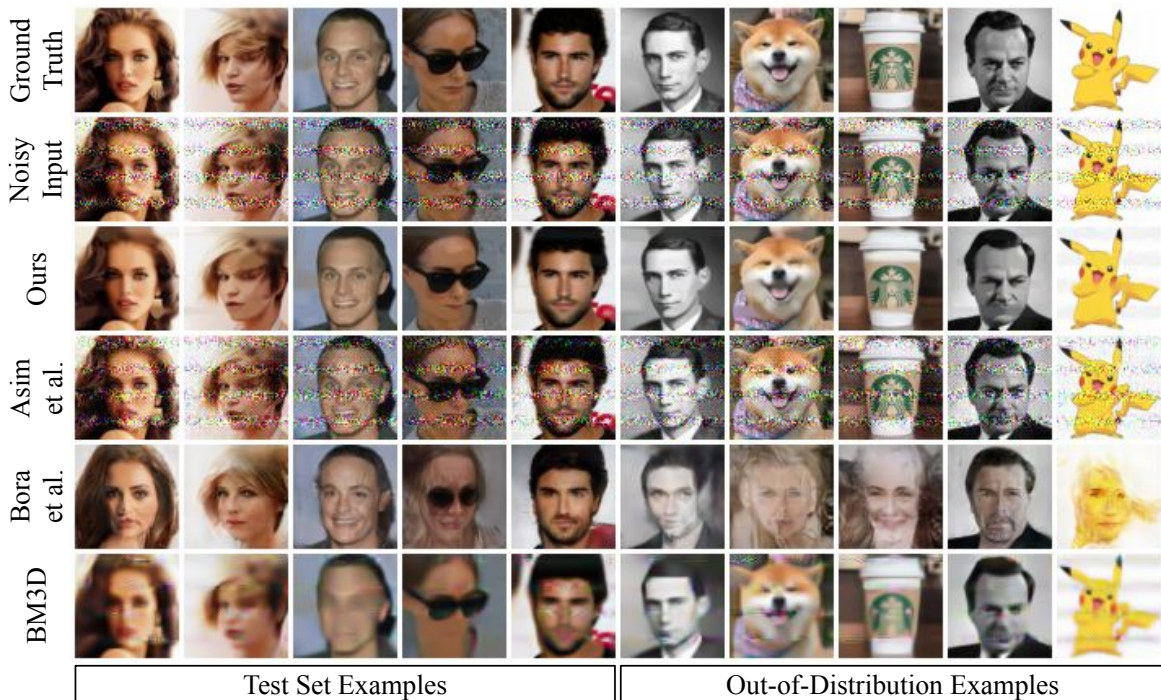 Ground
Truth
Noisy
Input
Ours
Asim
et al.
Bora
et al.
BM3D
Test Set Examples
Out-of-Distribution Examples